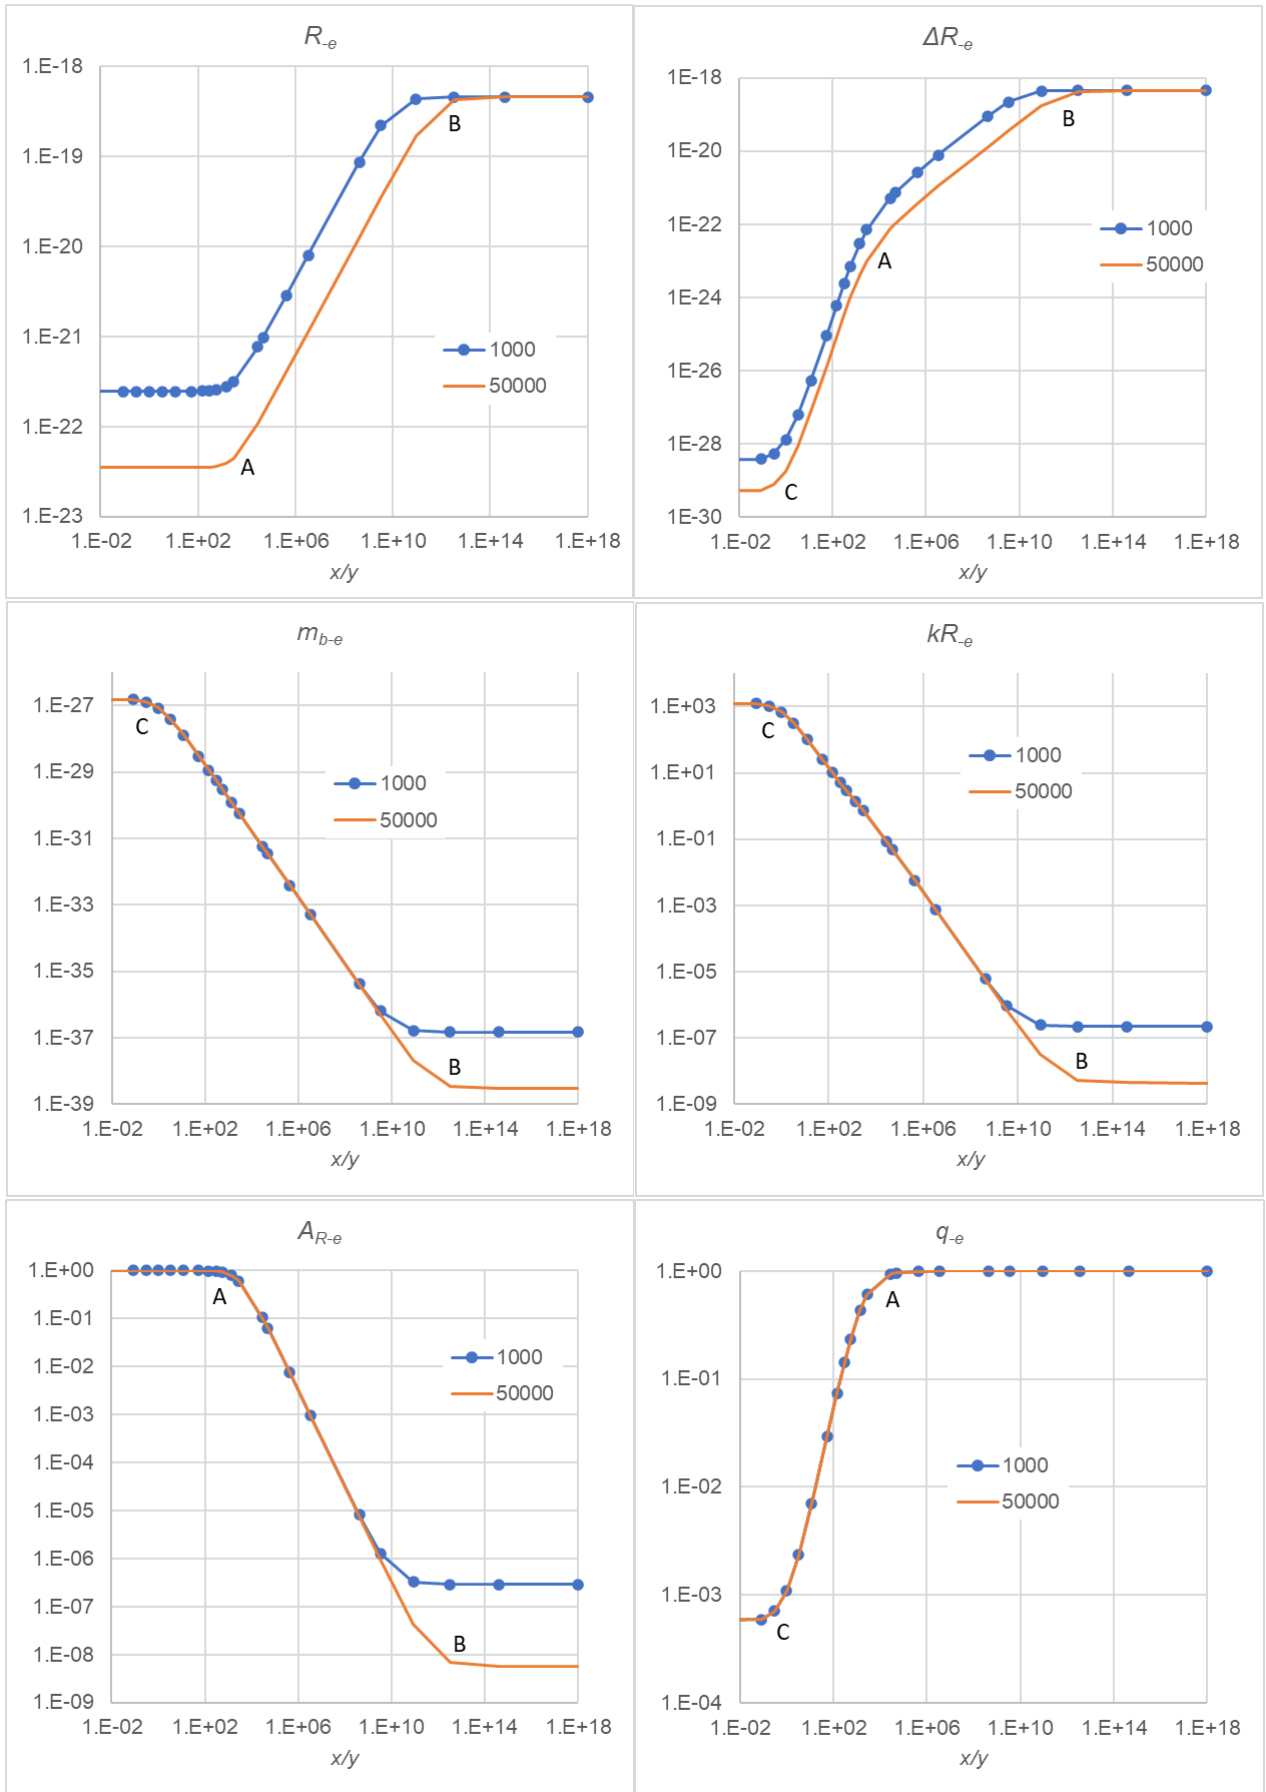 R-e
1.E-18
1.E-19
1.E-20
1.E-21
1.E-22
1.E-23
B
A
1000
50000
1.E-02 1.E+02 1.E+06 1.E+10 1.E+14 1.E+18
x/y
ΔR-e
1E-18
1E-20
1E-22
1E-24
1E-26
1E-28
1E-30
B
A
C
1000
50000
1.E-02 1.E+02 1.E+06 1.E+10 1.E+14 1.E+18
x/y
mb-e
1.E-27
1.E-29
1.E-31
1.E-33
1.E-35
1.E-37
1.E-39
C
B
1000
50000
1.E-02 1.E+02 1.E+06 1.E+10 1.E+14 1.E+18
x/y
kR-e
1.E+03
1.E+01
1.E-01
1.E-03
1.E-05
1.E-07
1.E-09
C
B
1000
50000
1.E-02 1.E+02 1.E+06 1.E+10 1.E+14 1.E+18
x/y
AR-e
1.E+00
1.E-01
1.E-02
1.E-03
1.E-04
1.E-05
1.E-06
1.E-07
1.E-08
1.E-09
A
B
1000
50000
1.E-02 1.E+02 1.E+06 1.E+10 1.E+14 1.E+18
x/y
q-e
1.E+00
1.E-01
1.E-02
1.E-03
1.E-04
A
C
1000
50000
1.E-02 1.E+02 1.E+06 1.E+10 1.E+14 1.E+18
x/y